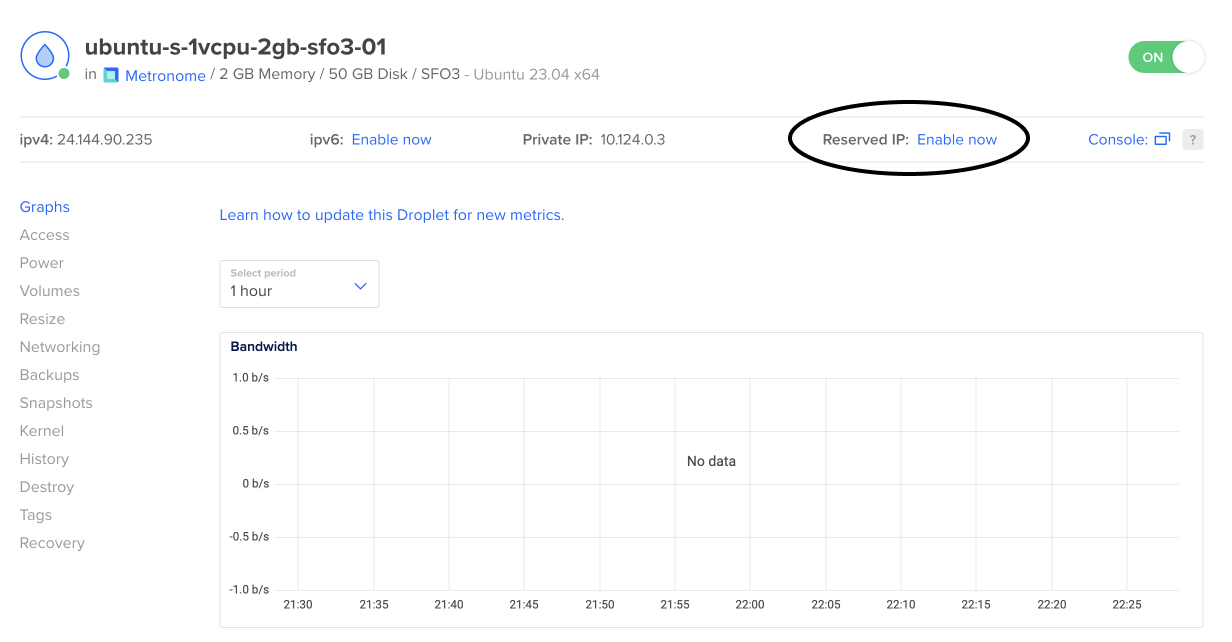 ubuntu-s-1vcpu-2gb-sfo3-01
in Metronome / 2 GB Memory / 50 GB Disk / SFO3 - Ubuntu 23.04 x64
ON
ipv4: 24.144.90.235 ipv6: Enable now Private IP: 10.124.0.3 Reserved IP: Enable now Console: ?
Graphs
Access
Power
Volumes
Resize
Networking
Backups
Snapshots
Kernel
History
Destroy
Tags
Recovery
Learn how to update this Droplet for new metrics.
Select period
1 hour
Bandwidth
1.0 b/s
0.5 b/s
No data
0 b/s
-0.5 b/s
-1.0 b/s
21:30 21:35 21:40 21:45 21:50 21:55 22:00 22:05 22:10 22:15 22:20 22:25